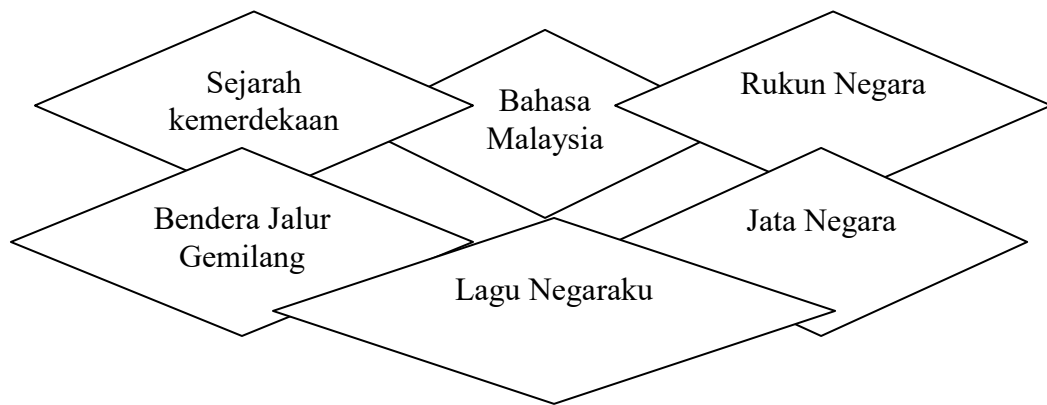 Sejarah
kemerdekaan
Bahasa
Malaysia
Rukun Negara
Bendera Jalur
Gemilang
Lagu Negaraku
Jata Negara